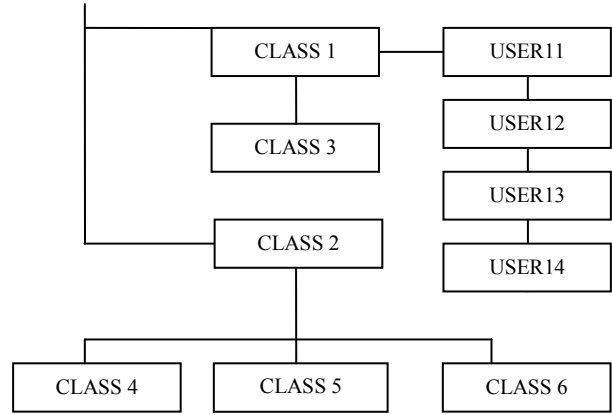 CLASS 1
USER11
USER12
CLASS 3
USER13
CLASS 2
USER14
CLASS 4
CLASS 5
CLASS 6